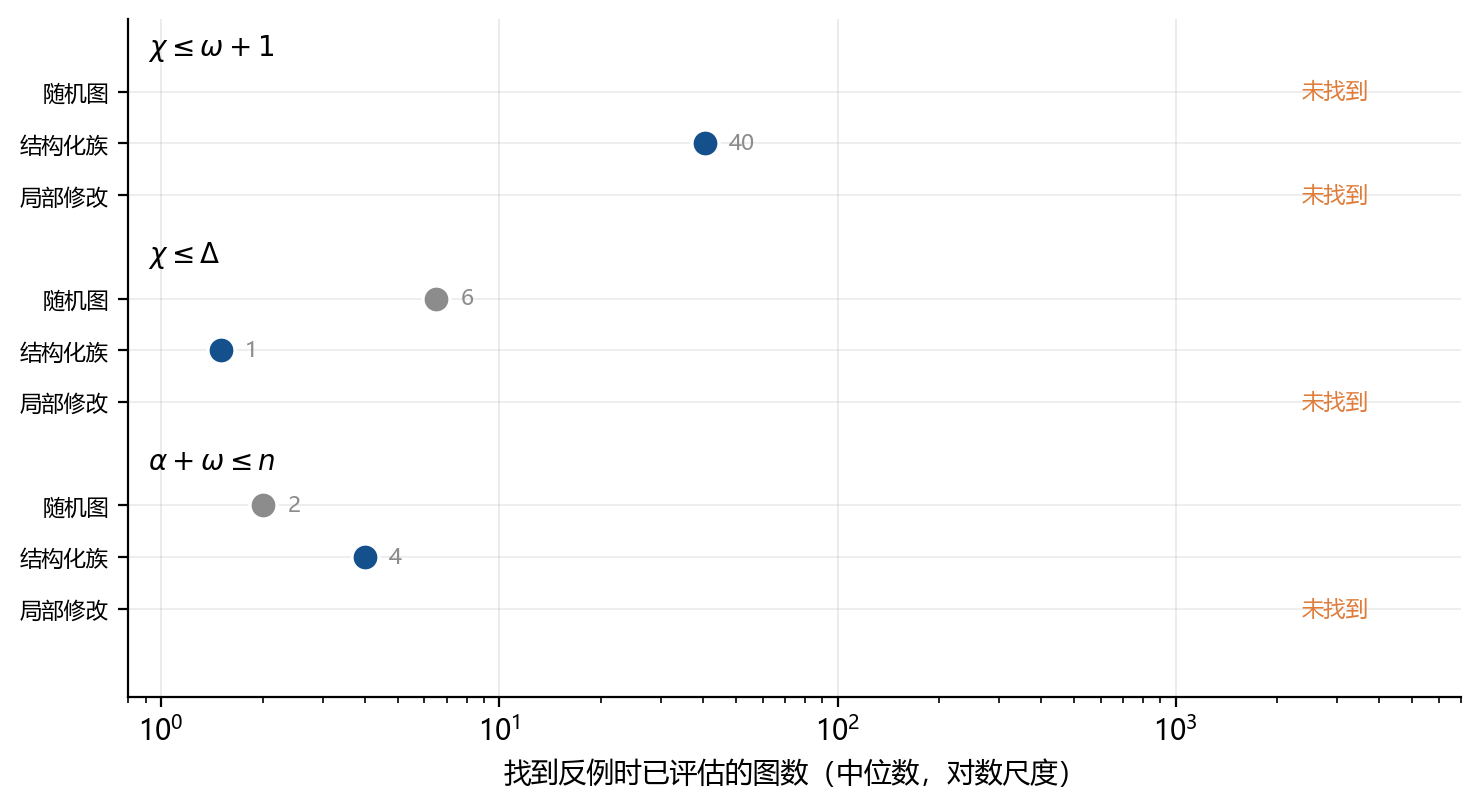 χ ≤ ω + 1
随机图 未找到
结构化族 40
局部修改 未找到
χ ≤ Δ
随机图 6
结构化族 1
局部修改 未找到
α + ω ≤ n
随机图 2
结构化族 4
局部修改 未找到
10⁰ 10¹ 10² 10³
找到反例时已评估的图数（中位数，对数尺度）